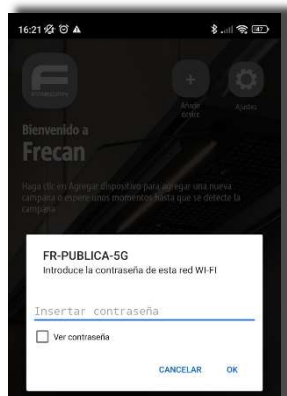 16:21
47
Añadir
device
Ajustes
Bienvenido a
Frecan
Haga clic en Agregar dispositivo para agregar una nueva
campana o espere unos momentos hasta que se detecte la
campana
FR-PUBLICA-5G
Introduce la contraseña de esta red WI-FI
Insertar contraseña
Ver contraseña
CANCELAR OK